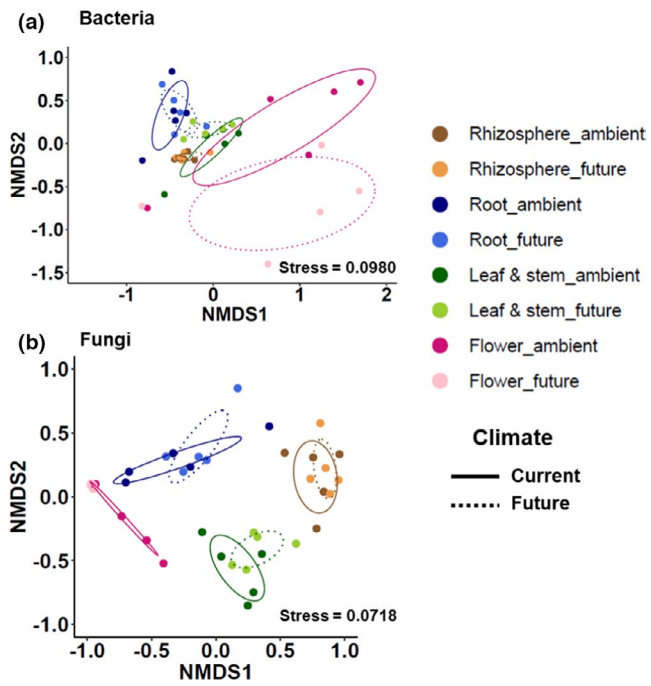 (a) Bacteria
1.0
0.5
0.0
-0.5
-1.0
-1.5
NMDS2
-1 0 1 2
NMDS1
Stress = 0.0980
(b) Fungi
1.0
0.5
0.0
-0.5
-1.0
NMDS2
-1.0 -0.5 0.0 0.5 1.0
NMDS1
Stress = 0.0718
Rhizosphere_ambient
Rhizosphere_future
Root_ambient
Root_future
Leaf & stem_ambient
Leaf & stem_future
Flower_ambient
Flower_future
Climate
Current
Future